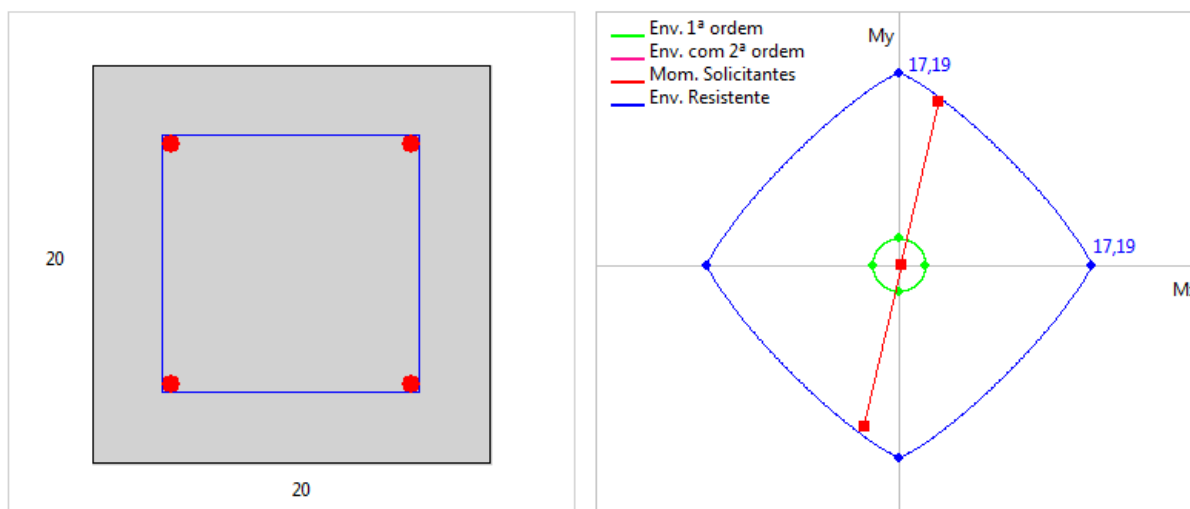 20
20
Env. 1ª ordem
Env. com 2ª ordem
Mom. Solicitantes
Env. Resistente
My
17,19
17,19